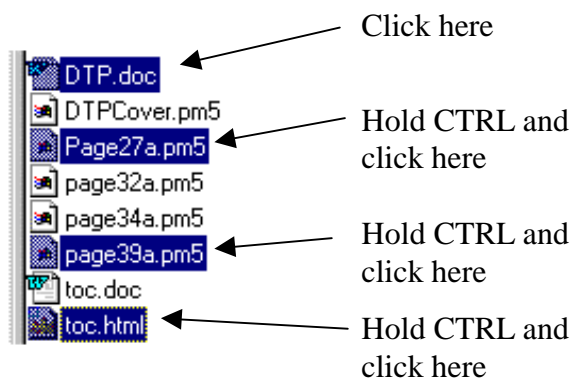 Click here
DTP.doc
DTPCover.pm5
Hold CTRL and
click here
Page27a.pm5
page32a.pm5
page34a.pm5
Hold CTRL and
click here
page39a.pm5
toc.doc
toc.html
Hold CTRL and
click here